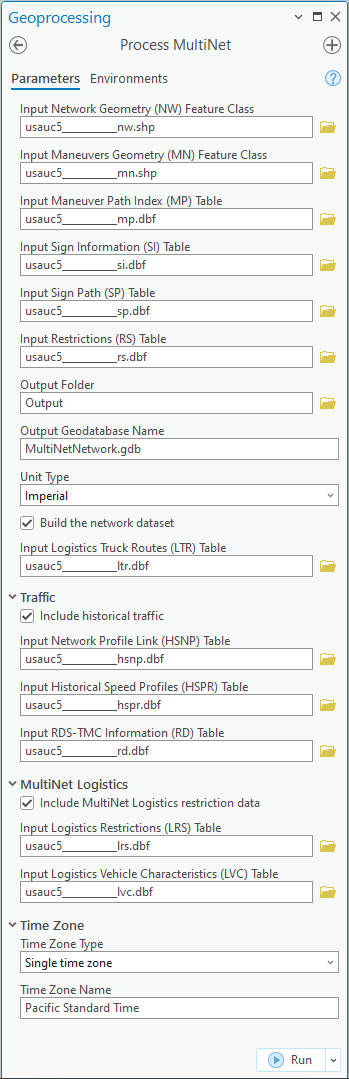 Geoprocessing
Process MultiNet
Parameters Environments
Input Network Geometry (NW) Feature Class
usauc5__________nw.shp
Input Maneuvers Geometry (MN) Feature Class
usauc5__________mn.shp
Input Maneuver Path Index (MP) Table
usauc5__________mp.dbf
Input Sign Information (SI) Table
usauc5__________si.dbf
Input Sign Path (SP) Table
usauc5__________sp.dbf
Input Restrictions (RS) Table
usauc5__________rs.dbf
Output Folder
Output
Output Geodatabase Name
MultiNetNetwork.gdb
Unit Type
Imperial
Build the network dataset
Input Logistics Truck Routes (LTR) Table
usauc5__________ltr.dbf
Traffic
Include historical traffic
Input Network Profile Link (HSNP) Table
usauc5__________hsnp.dbf
Input Historical Speed Profiles (HSPR) Table
usauc5__________hspr.dbf
Input RDS-TMC Information (RD) Table
usauc5__________rd.dbf
MultiNet Logistics
Include MultiNet Logistics restriction data
Input Logistics Restrictions (LRS) Table
usauc5__________lrs.dbf
Input Logistics Vehicle Characteristics (LVC) Table
usauc5__________lvc.dbf
Time Zone
Time Zone Type
Single time zone
Time Zone Name
Pacific Standard Time
Run